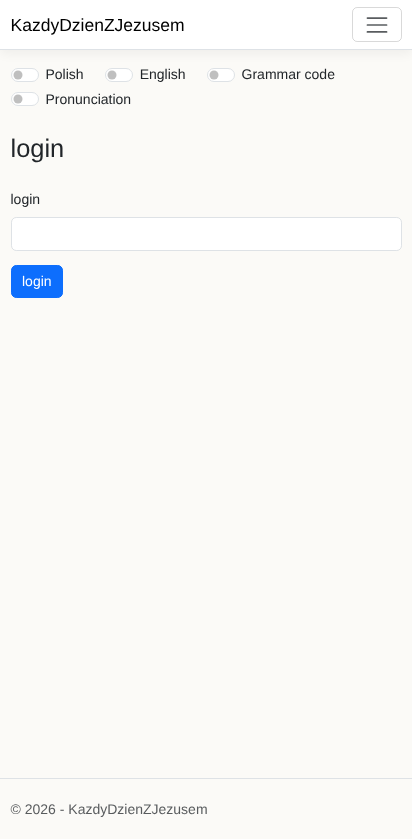 KazdyDzienZJezusem
Polish English Grammar code
Pronunciation
login
login
login
© 2026 - KazdyDzienZJezusem